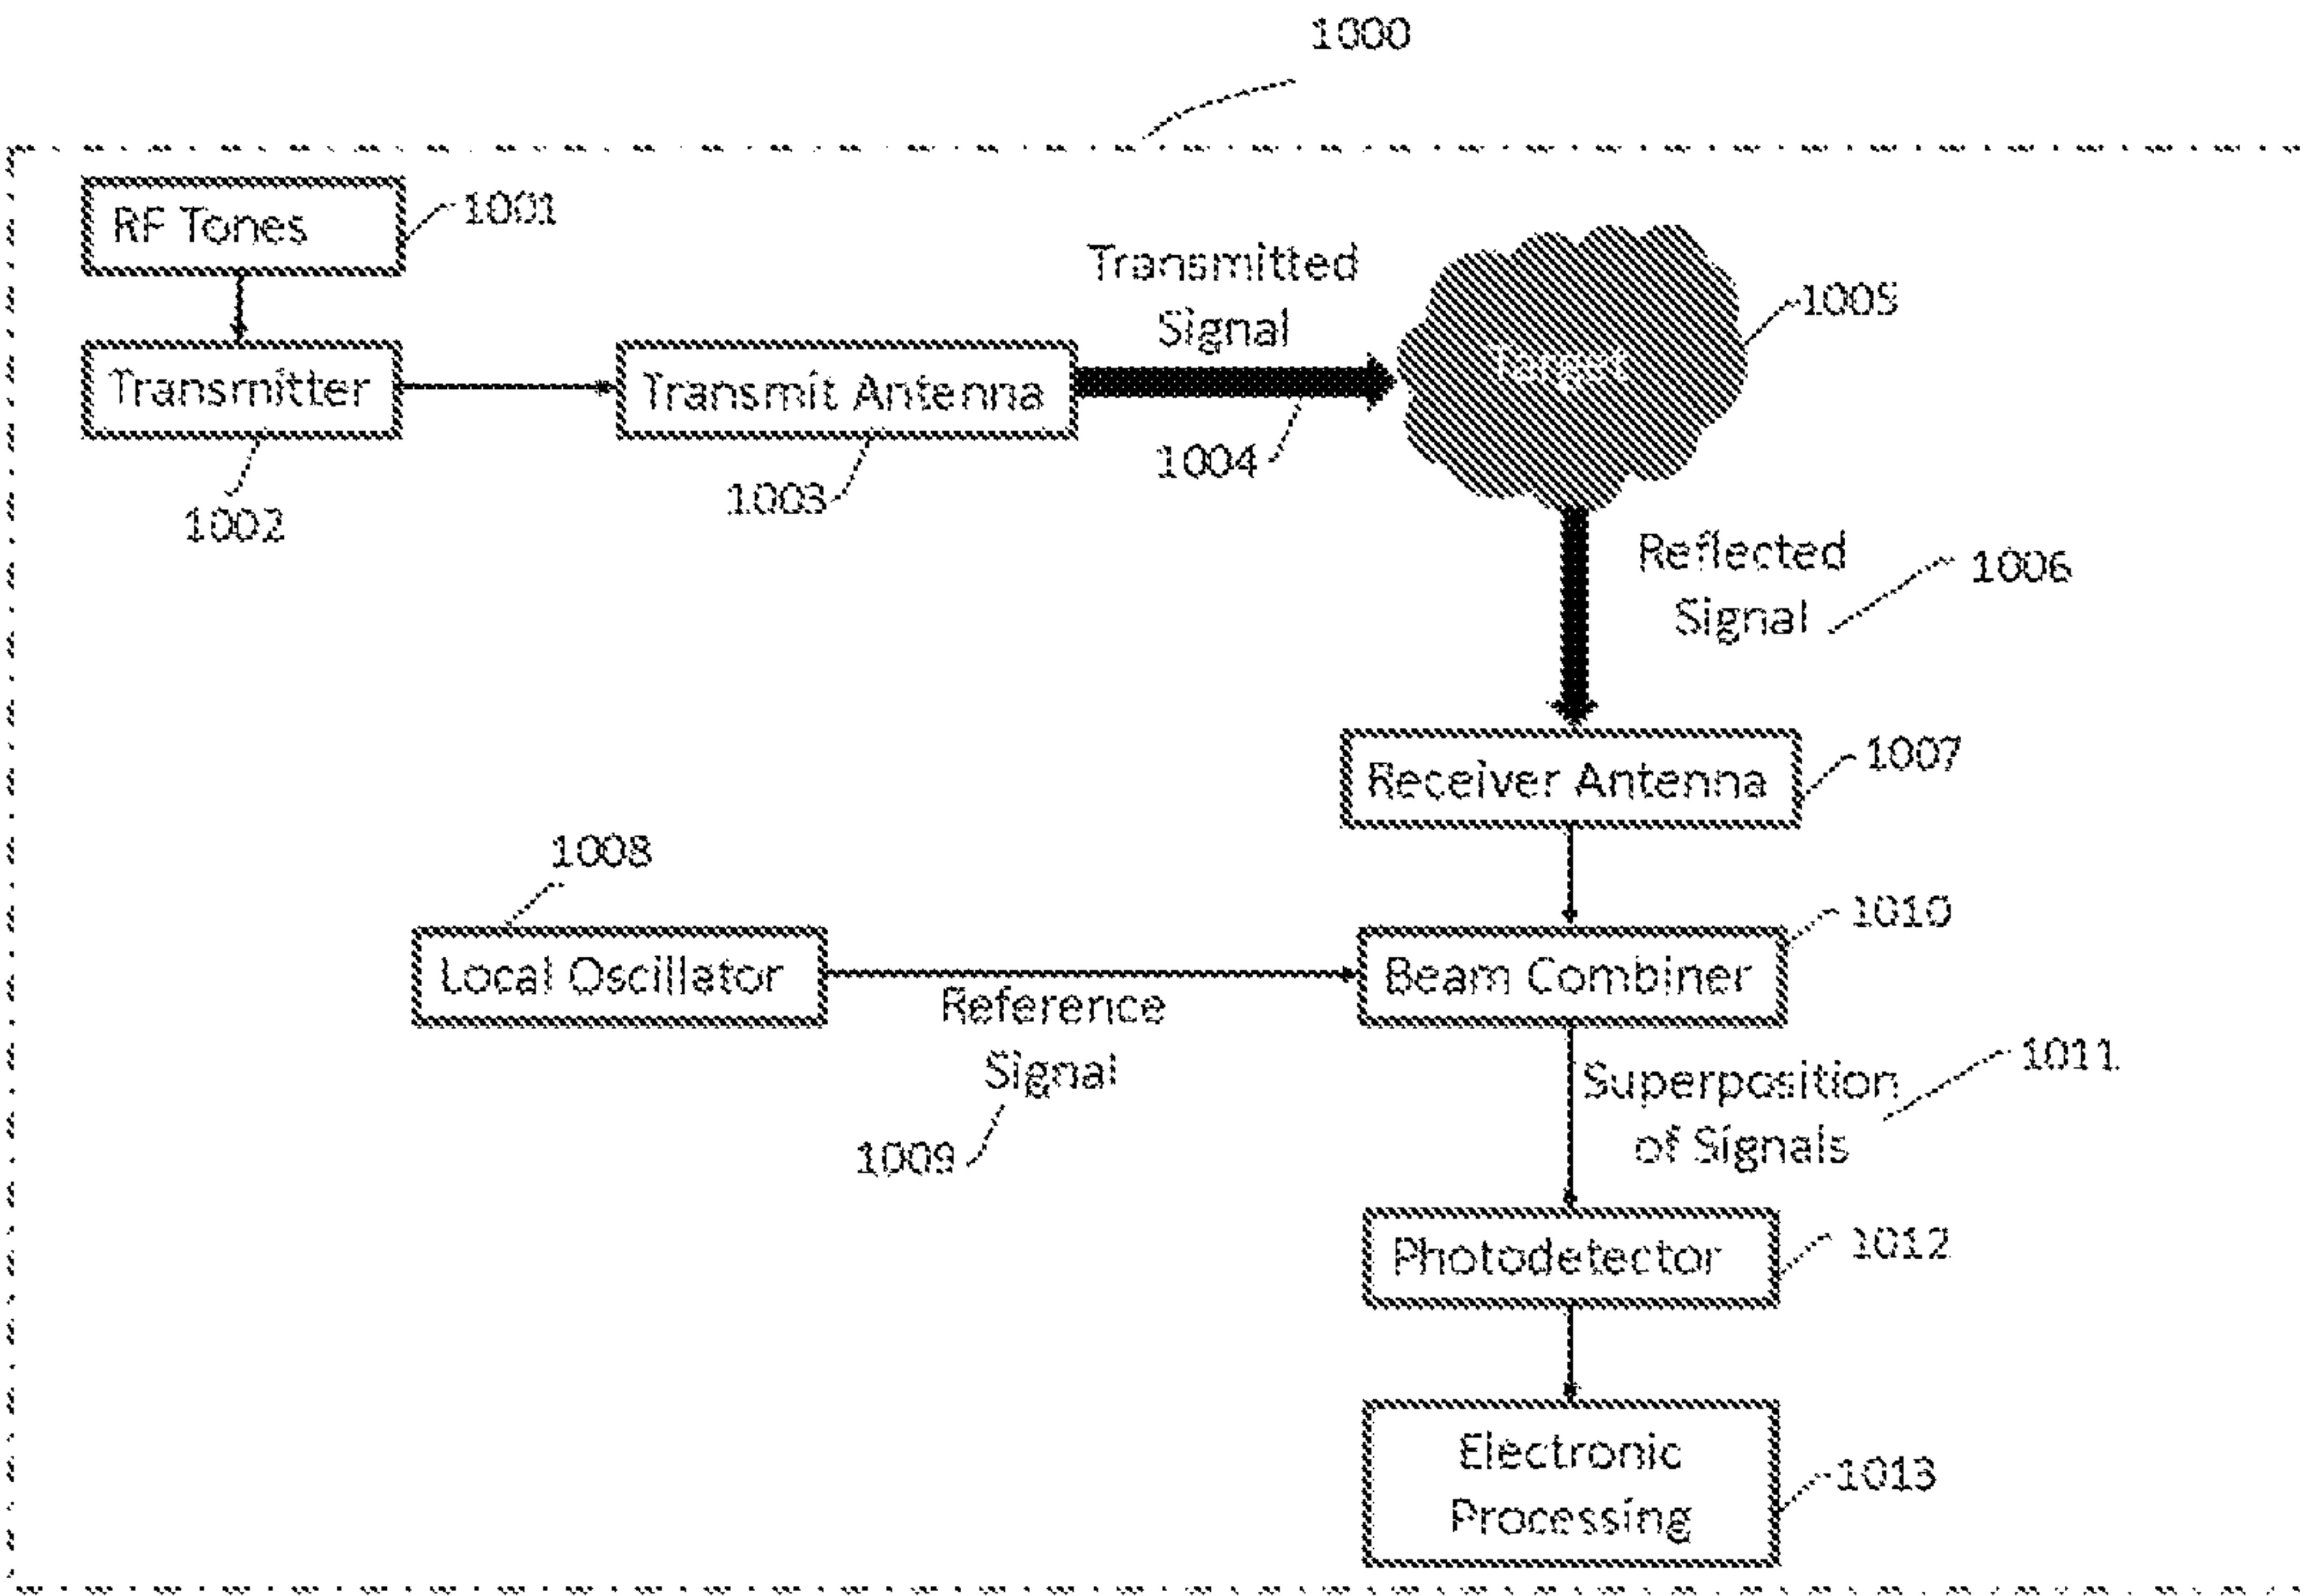 1000
RF Tones
1001
Transmitted
Signal
Target
1005
Transmitter
Transmit Antenna
1004
1003
1002
Reflected
Signal
1006
Receiver Antenna
1007
1008
1010
Local Oscillator
Beam Combiner
Reference
Signal
1009
Superposition
of Signals
1011
Photodetector
1012
Electronic
Processing
1013